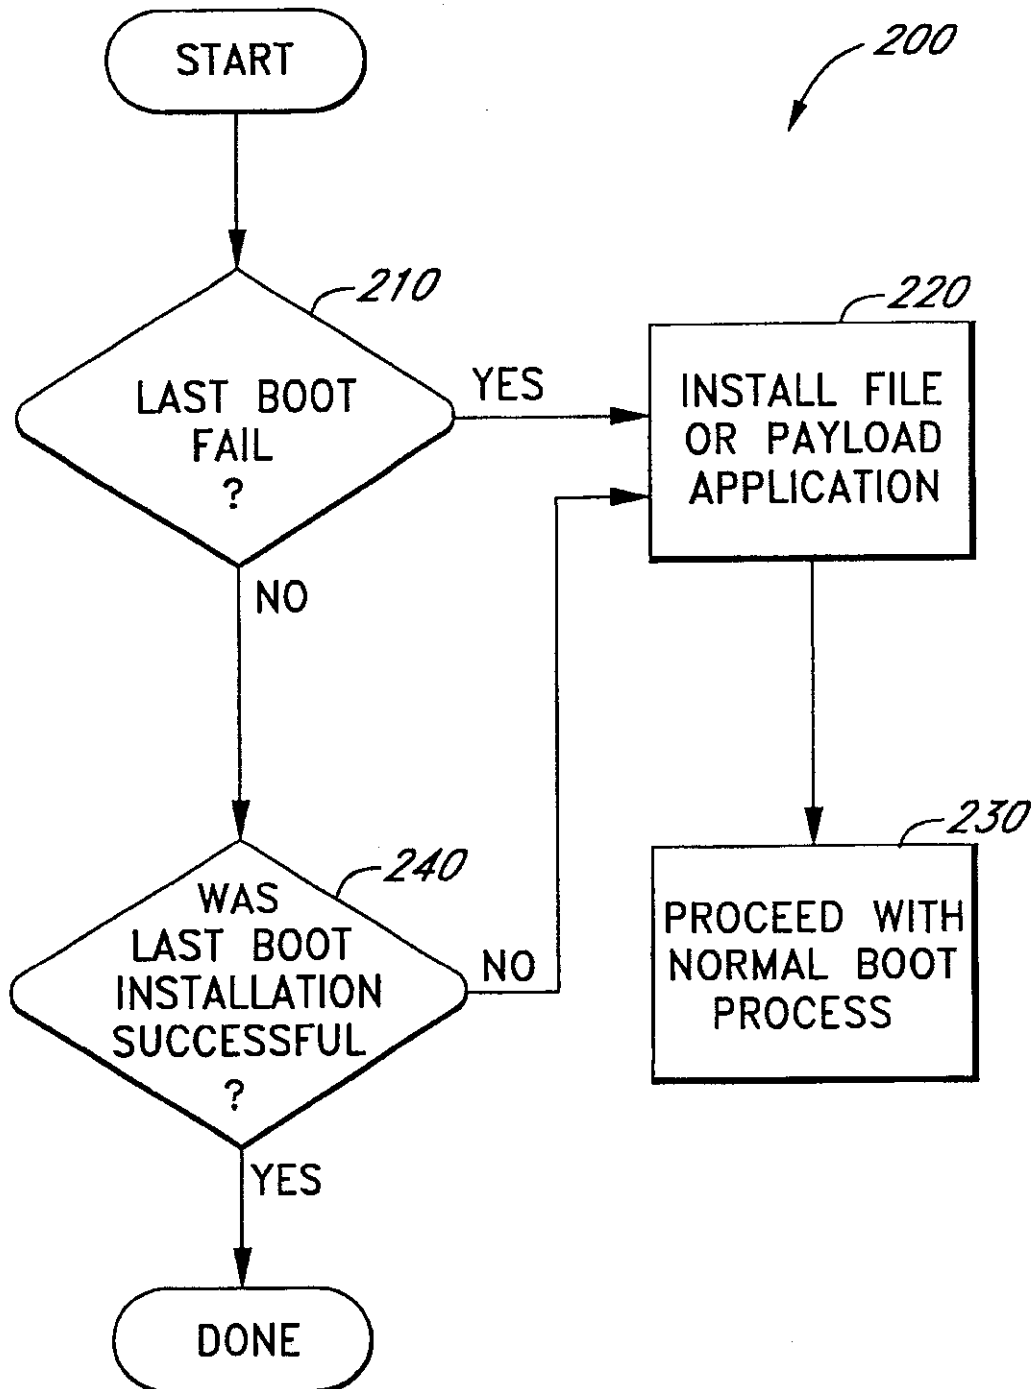 START
200
210
LAST BOOT
FAIL
?
YES
NO
220
INSTALL FILE
OR PAYLOAD
APPLICATION
230
PROCEED WITH
NORMAL BOOT
PROCESS
240
WAS
LAST BOOT
INSTALLATION
SUCCESSFUL
?
NO
YES
DONE